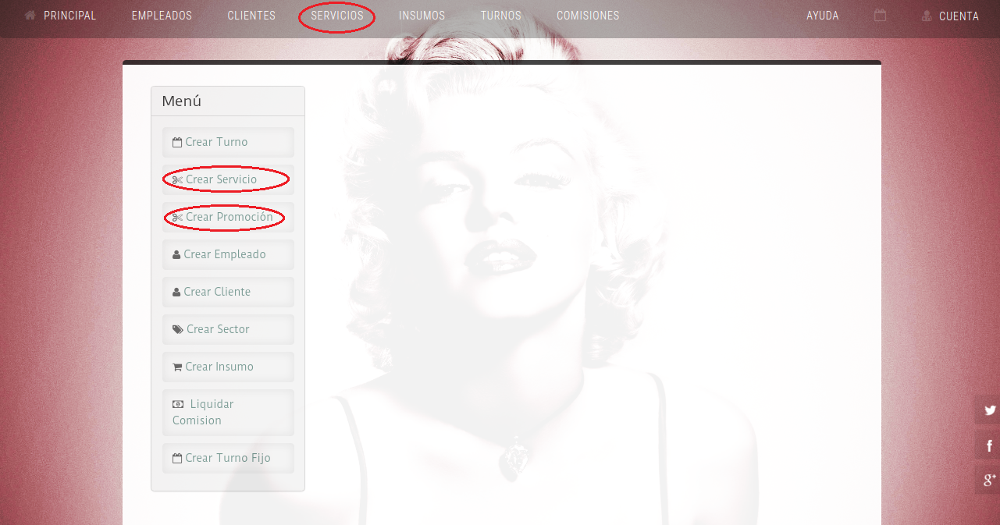 PRINCIPAL EMPLEADOS CLIENTES SERVICIOS INSUMOS TURNOS COMISIONES AYUDA CUENTA
Menú
Crear Turno
Crear Servicio
Crear Promoción
Crear Empleado
Crear Cliente
Crear Sector
Crear Insumo
Liquidar
Comision
Crear Turno Fijo